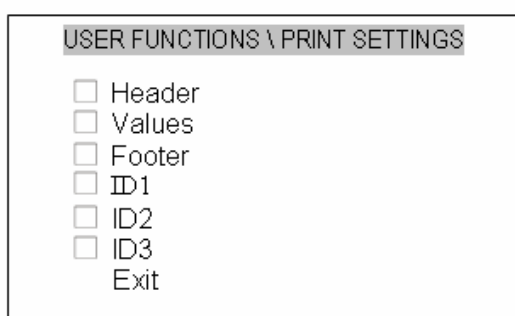 USER FUNCTIONS \ PRINT SETTINGS
Header
Values
Footer
ID1
ID2
ID3
Exit